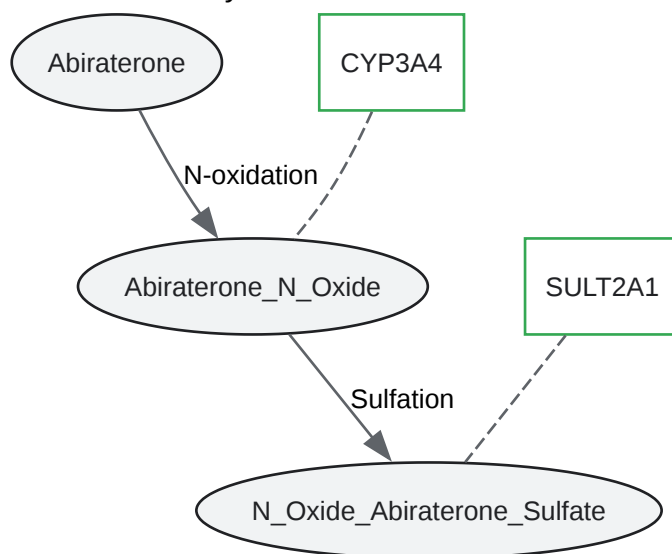 Abiraterone
CYP3A4
N-oxidation
Abiraterone_N_Oxide
SULT2A1
Sulfation
N_Oxide_Abiraterone_Sulfate